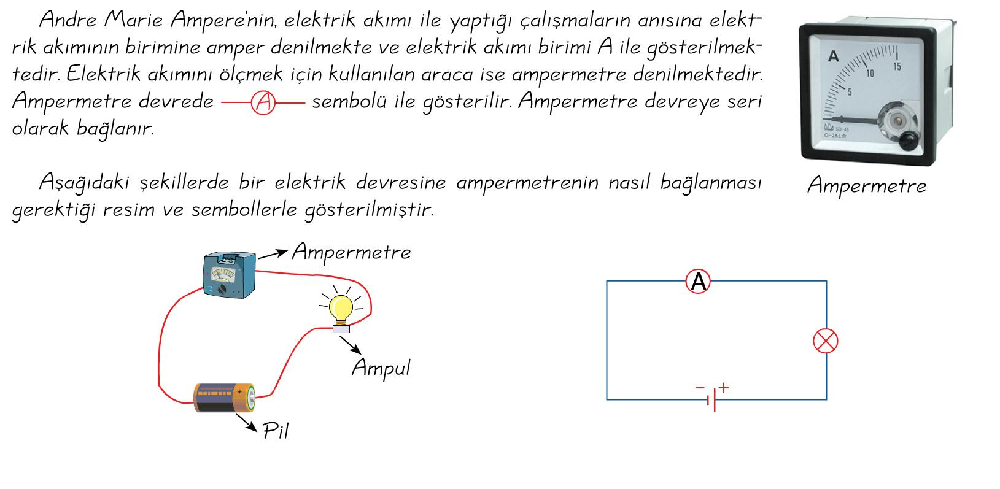 Andre Marie Ampere'nin, elektrik akımı ile yaptığı çalışmaların anısına elekt-
rik akımının birimine amper denilmekte ve elektrik akımı birimi A ile gösterilmek-
tedir. Elektrik akımını ölçmek için kullanılan araca ise ampermetre denilmektedir.
Ampermetre devrede A sembolü ile gösterilir. Ampermetre devreye seri
olarak bağlanır.
A
5
10
15
0
SD-46
Ampermetre
Aşağıdaki şekillerde bir elektrik devresine ampermetrenin nasıl bağlanması
gerektiği resim ve sembollerle gösterilmiştir.
Ampermetre
Ampul
+
Pil
A
− +